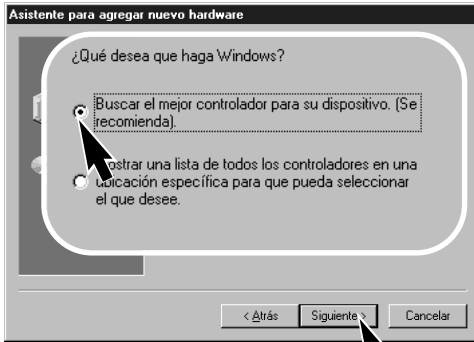 Asistente para agregar nuevo hardware
¿Qué desea que haga Windows?
Buscar el mejor controlador para su dispositivo. (Se
recomienda).
Mostrar una lista de todos los controladores en una
ubicación específica para que pueda seleccionar
el que desee.
< Atrás
Siguiente >
Cancelar